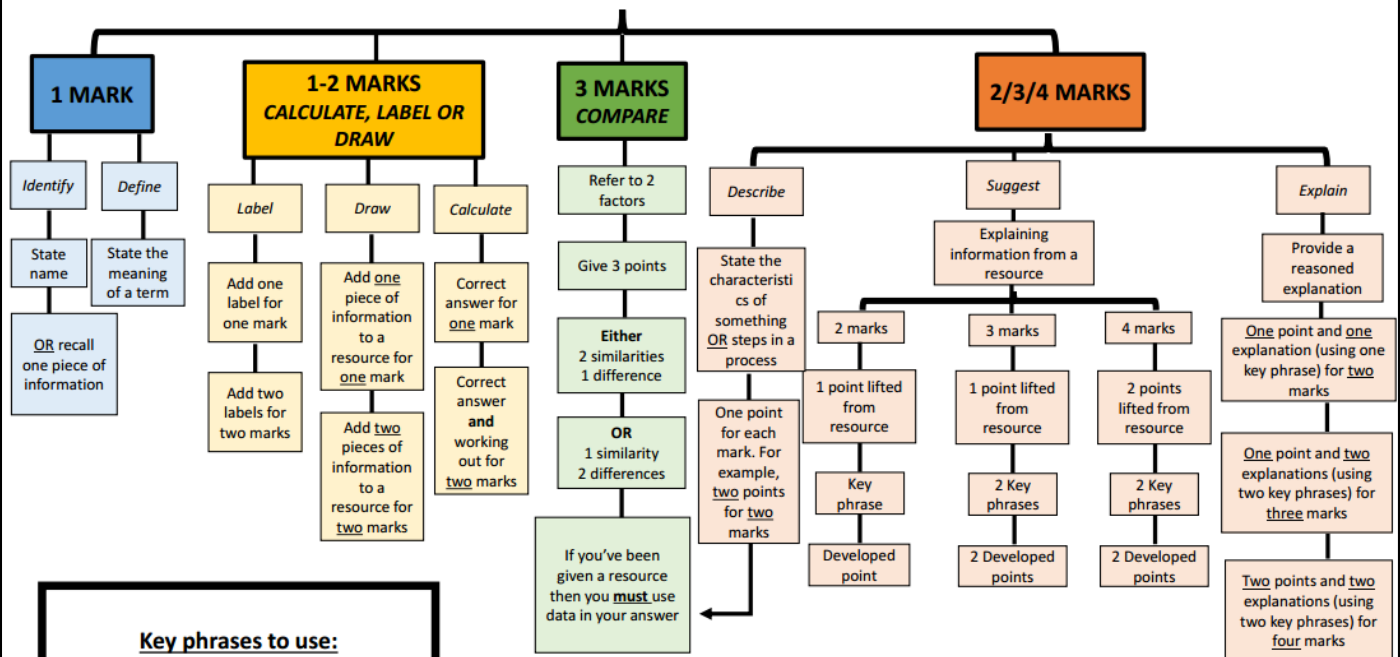 1 MARK
Identify
State
name
OR recall
one piece of
information
Define
State the
meaning
of a term
1-2 MARKS
CALCULATE, LABEL OR
DRAW
Label
Add one
label for
one mark
Add two
labels for
two marks
Draw
Add one
piece of
information
to a
resource for
one mark
Add two
pieces of
information
to a
resource for
two marks
Calculate
Correct
answer for
one mark
Correct
answer
and
working
out for
two marks
3 MARKS
COMPARE
Refer to 2
factors
Give 3 points
Either
2 similarities
1 difference
OR
1 similarity
2 differences
If you've been
given a resource
then you must use
data in your answer
2/3/4 MARKS
Describe
State the
characteristi
cs of
something
OR steps in a
process
One point
for each
mark. For
example,
two points
for two
marks
Suggest
Explaining
information from a
resource
2 marks
1 point lifted
from
resource
Key
phrase
Developed
point
3 marks
1 point lifted
from
resource
2 Key
phrases
2 Developed
points
4 marks
2 points
lifted from
resource
2 Key
phrases
2 Developed
points
Explain
Provide a
reasoned
explanation
One point and one
explanation (using one
key phrase) for two
marks
One point and two
explanations (using
two key phrases) for
three marks
Two points and two
explanations (using
two key phrases) for
four marks
Key phrases to use: